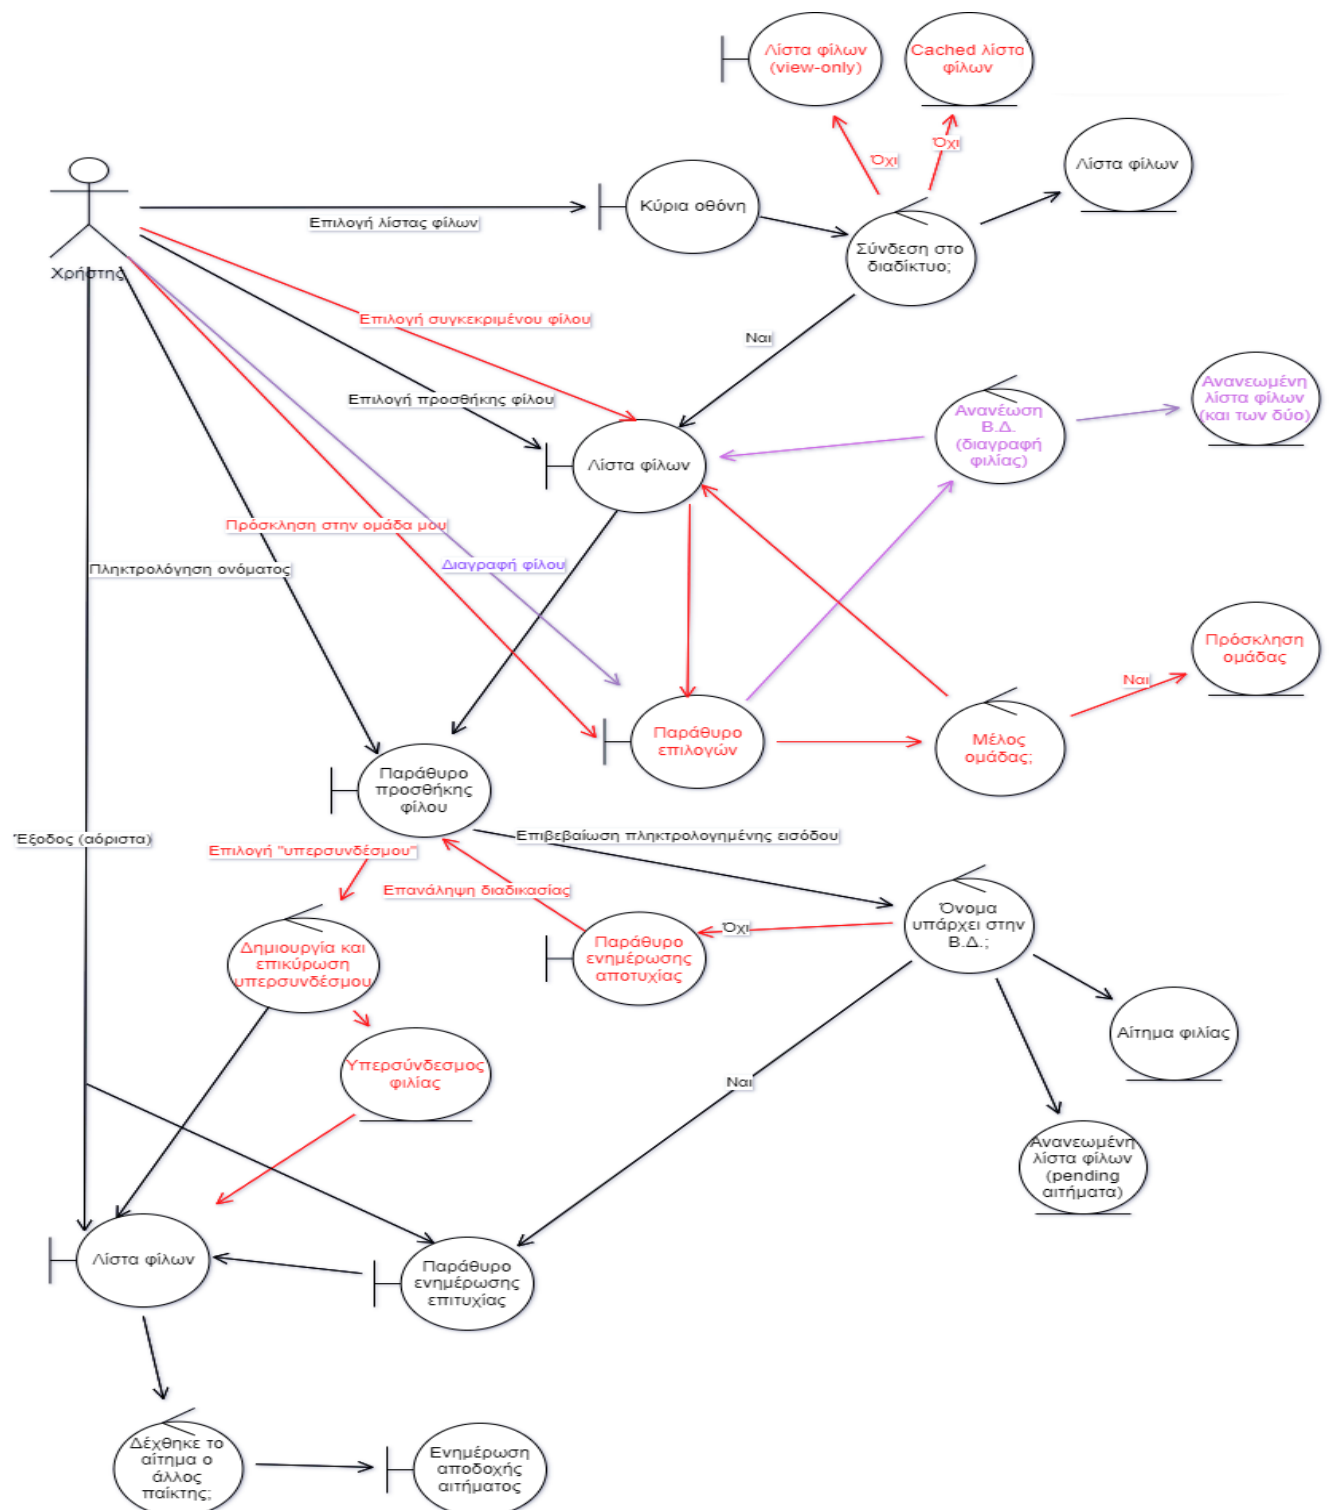 Λίστα φίλων
(view-only)
Cached λίστα
φίλων
Όχι
Όχι
Λίστα φίλων
Κύρια οθόνη
Επιλογή λίστας φίλων
Σύνδεση στο
διαδίκτυο;
Χρήστης
Επιλογή συγκεκριμένου φίλου
Ναι
Επιλογή προσθήκης φίλου
Ανανεωμένη
λίστα φίλων
(και των δύο)
Ανανέωση
Β.Δ.
(διαγραφή
φιλίας)
Λίστα φίλων
Πρόσκληση στην ομάδα μου
Διαγραφή φίλου
Πληκτρολόγηση ονόματος
Πρόσκληση
ομάδας
Ναι
Παράθυρο
επιλογών
Μέλος
ομάδας;
Παράθυρο
προσθήκης
φίλου
Έξοδος (αόριστα)
Επιβεβαίωση πληκτρολογημένης εισόδου
Επιλογή "υπερσυνδέσμου"
Επανάληψη διαδικασίας
Όνομα
υπάρχει στην
Β.Δ.;
Όχι
Παράθυρο
ενημέρωσης
αποτυχίας
Δημιουργία και
επικύρωση
υπερσυνδέσμου
Αίτημα φιλίας
Υπερσύνδεσμος
φιλίας
Ναι
Ανανεωμένη
λίστα φίλων
(pending
αιτήματα)
Λίστα φίλων
Παράθυρο
ενημέρωσης
επιτυχίας
Δέχθηκε το
αίτημα ο
άλλος
παίκτης;
Ενημέρωση
αποδοχής
αιτήματος